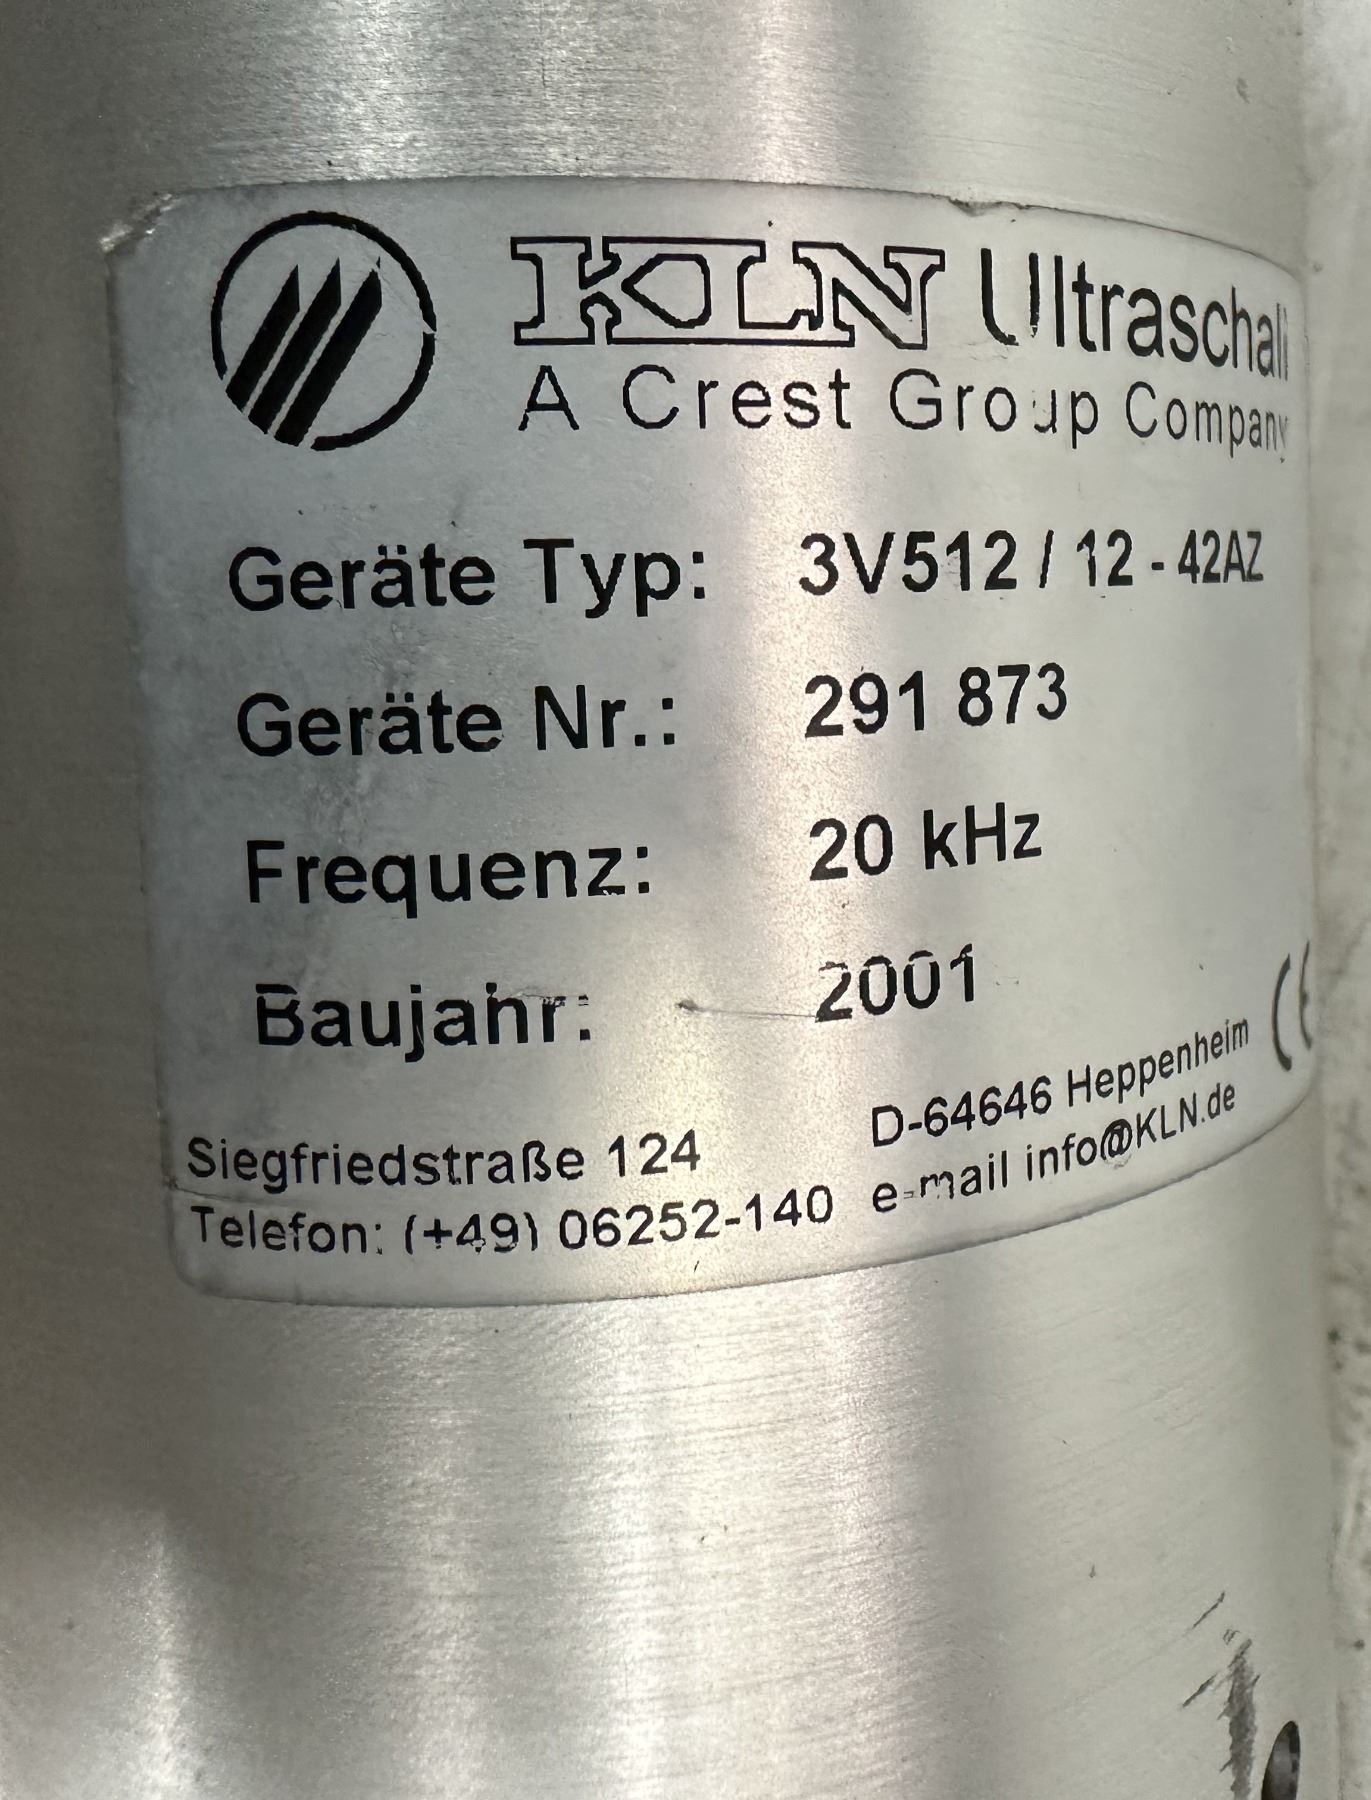 KLN Ultraschall
A Crest Group Company
Geräte Typ: 3V512 / 12 - 42AZ
Geräte Nr.: 291 873
Frequenz: 20 kHz
Baujahr: 2001
Siegfriedstraße 124 D-64646 Heppenheim
Telefon: (+49) 06252-140 e-mail info@KLN.de
CE